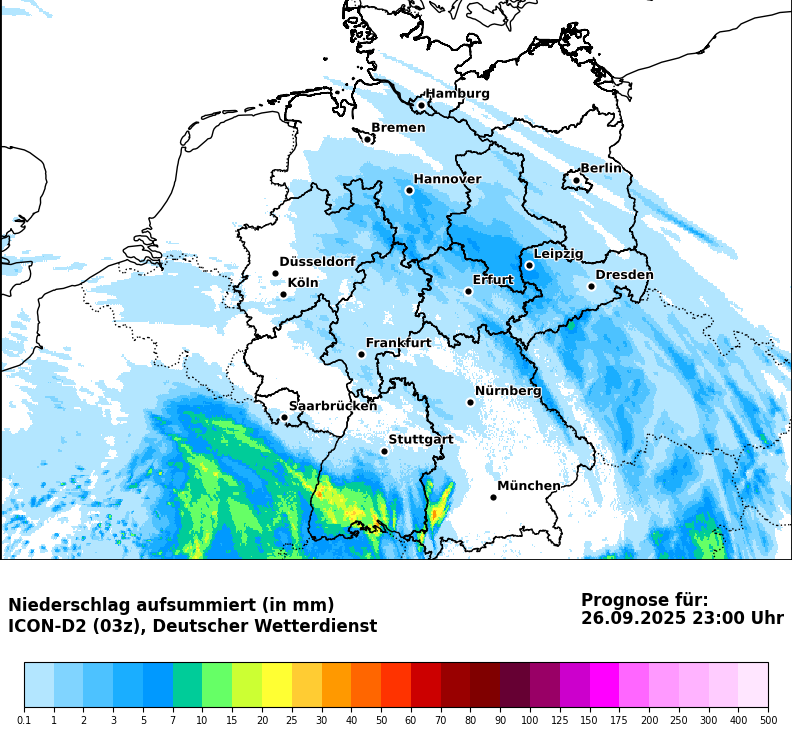 Hamburg
Bremen
Berlin
Hannover
Düsseldorf
Leipzig
Köln
Erfurt
Dresden
Frankfurt
Nürnberg
Saarbrücken
Stuttgart
München
Niederschlag aufsummiert (in mm)
ICON-D2 (03z), Deutscher Wetterdienst
Prognose für:
26.09.2025 23:00 Uhr
0.1 1 2 3 5 7 10 15 20 25 30 40 50 60 70 80 90 100 125 150 175 200 250 300 400 500